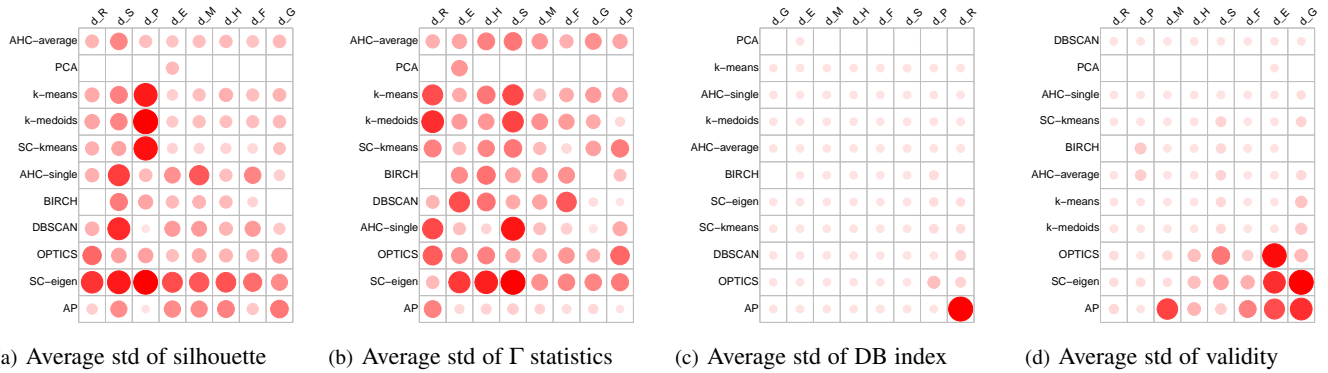 d_R d_S d_P d_E d_M d_H d_F d_G
AHC−average
PCA
k−means
k−medoids
SC−kmeans
AHC−single
BIRCH
DBSCAN
OPTICS
SC−eigen
AP
a) Average std of silhouette
d_R d_E d_H d_S d_M d_F d_G d_P
AHC−average
PCA
k−means
k−medoids
SC−kmeans
BIRCH
DBSCAN
AHC−single
OPTICS
SC−eigen
AP
(b) Average std of Γ statistics
d_G d_E d_M d_H d_F d_S d_P d_R
PCA
k−means
AHC−single
k−medoids
AHC−average
BIRCH
SC−eigen
SC−kmeans
DBSCAN
OPTICS
AP
(c) Average std of DB index
d_R d_P d_M d_H d_S d_F d_E d_G
DBSCAN
PCA
AHC−single
SC−kmeans
BIRCH
AHC−average
k−means
k−medoids
OPTICS
SC−eigen
AP
(d) Average std of validity